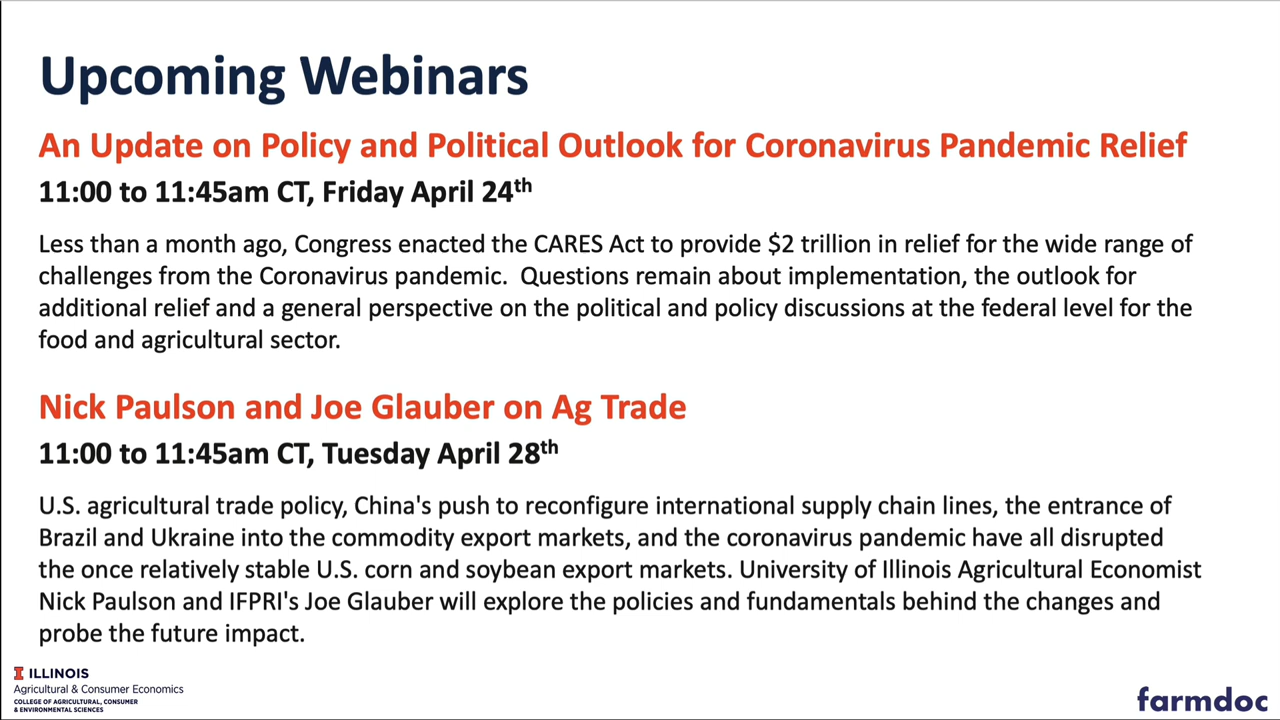 Upcoming Webinars
An Update on Policy and Political Outlook for Coronavirus Pandemic Relief
11:00 to 11:45am CT, Friday April 24th
Less than a month ago, Congress enacted the CARES Act to provide $2 trillion in relief for the wide range of
challenges from the Coronavirus pandemic.  Questions remain about implementation, the outlook for
additional relief and a general perspective on the political and policy discussions at the federal level for the
food and agricultural sector.
Nick Paulson and Joe Glauber on Ag Trade
11:00 to 11:45am CT, Tuesday April 28th
U.S. agricultural trade policy, China's push to reconfigure international supply chain lines, the entrance of
Brazil and Ukraine into the commodity export markets, and the coronavirus pandemic have all disrupted
the once relatively stable U.S. corn and soybean export markets. University of Illinois Agricultural Economist
Nick Paulson and IFPRI's Joe Glauber will explore the policies and fundamentals behind the changes and
probe the future impact.
I ILLINOIS
Agricultural & Consumer Economics
COLLEGE OF AGRICULTURAL, CONSUMER
& ENVIRONMENTAL SCIENCES
farmdoc